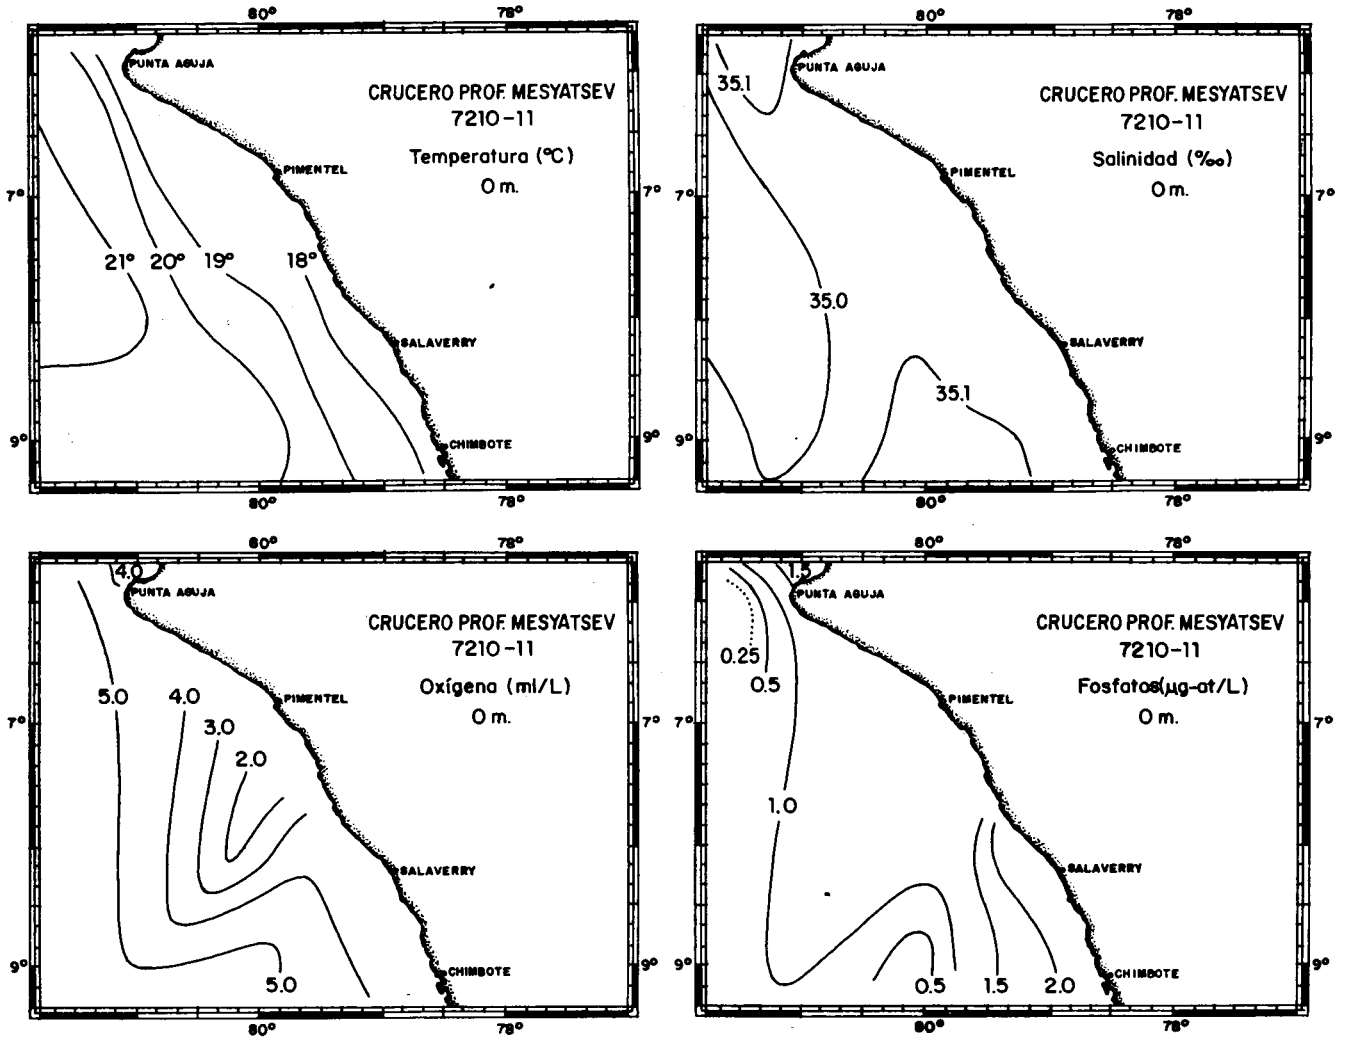 80° 78°
PUNTA AGUJA
CRUCERO PROF. MESYATSEV
7210-11
Temperatura (°C)
0 m.
PIMENTEL
7° 7°
21° 20° 19° 18°
SALAVERRY
9° 9°
CHIMBOTE
80° 78°
80° 78°
PUNTA AGUJA
35.1
CRUCERO PROF. MESYATSEV
7210-11
Salinidad (‰)
0 m.
PIMENTEL
7° 7°
35.0
SALAVERRY
35.1
9° 9°
CHIMBOTE
80° 78°
80° 78°
4.0
PUNTA AGUJA
CRUCERO PROF. MESYATSEV
7210-11
Oxígena (ml/L)
0 m.
5.0 4.0
PIMENTEL
7° 7°
3.0
2.0
SALAVERRY
9° 9°
CHIMBOTE
5.0
80° 78°
80° 78°
1.5
PUNTA AGUJA
CRUCERO PROF. MESYATSEV
7210-11
0.25
0.5
Fosfatos(µg-at/L)
0 m.
PIMENTEL
7° 7°
1.0
SALAVERRY
9° 9°
CHIMBOTE
0.5 1.5 2.0
80° 78°